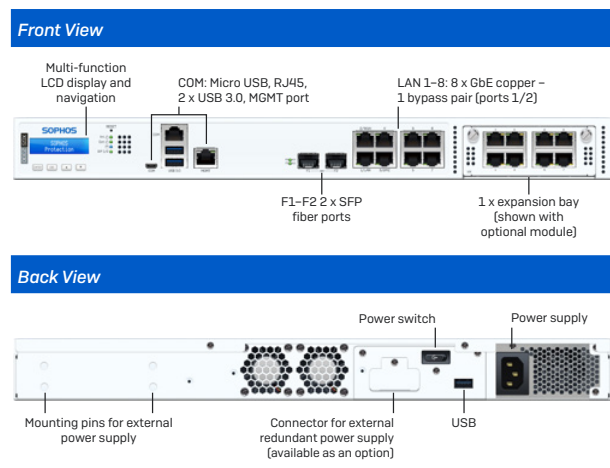 Front View
Multi-function
LCD display and
navigation
COM: Micro USB, RJ45,
2 x USB 3.0, MGMT port
LAN 1–8: 8 x GbE copper –
1 bypass pair (ports 1/2)
SOPHOS
SOPHOS
Protection
F1–F2 2 x SFP
fiber ports
1 x expansion bay
(shown with
optional module)
Back View
Power switch
Power supply
Mounting pins for external
power supply
Connector for external
redundant power supply
(available as an option)
USB